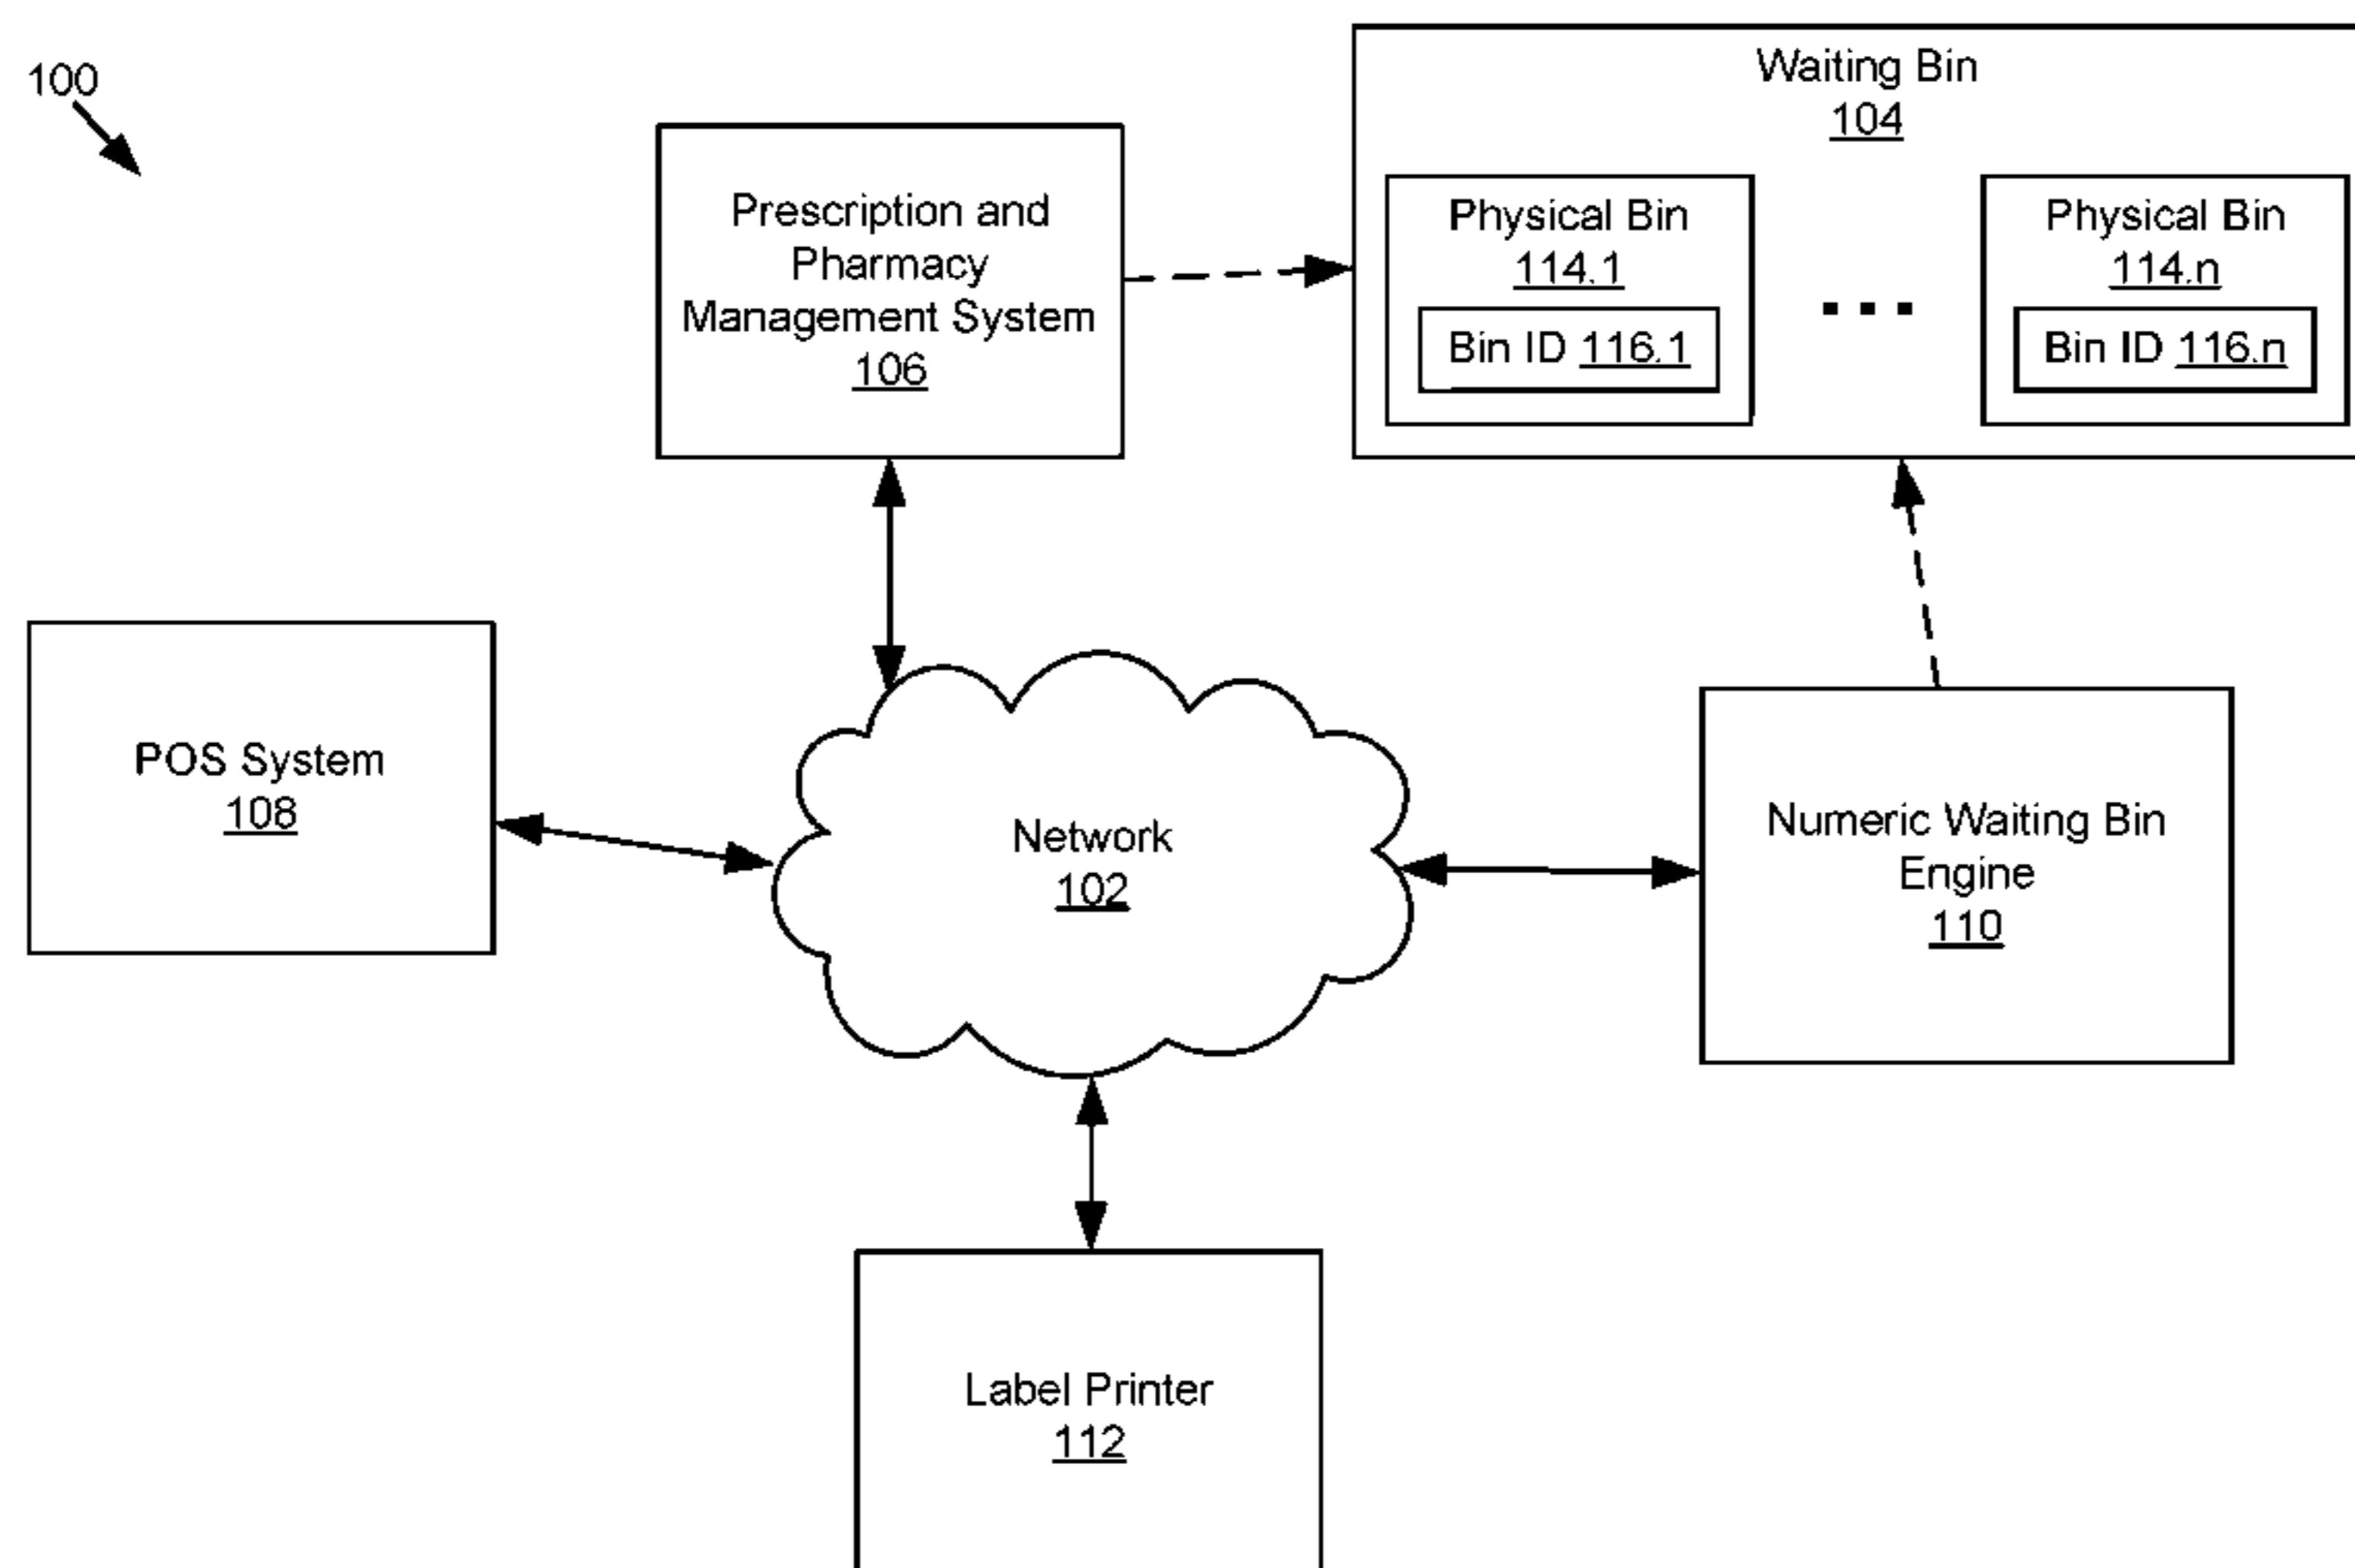 100
Waiting Bin
104
Prescription and
Pharmacy
Management System
106
Physical Bin
114.1
Bin ID 116.1
...
Physical Bin
114.n
Bin ID 116.n
POS System
108
Network
102
Numeric Waiting Bin
Engine
110
Label Printer
112